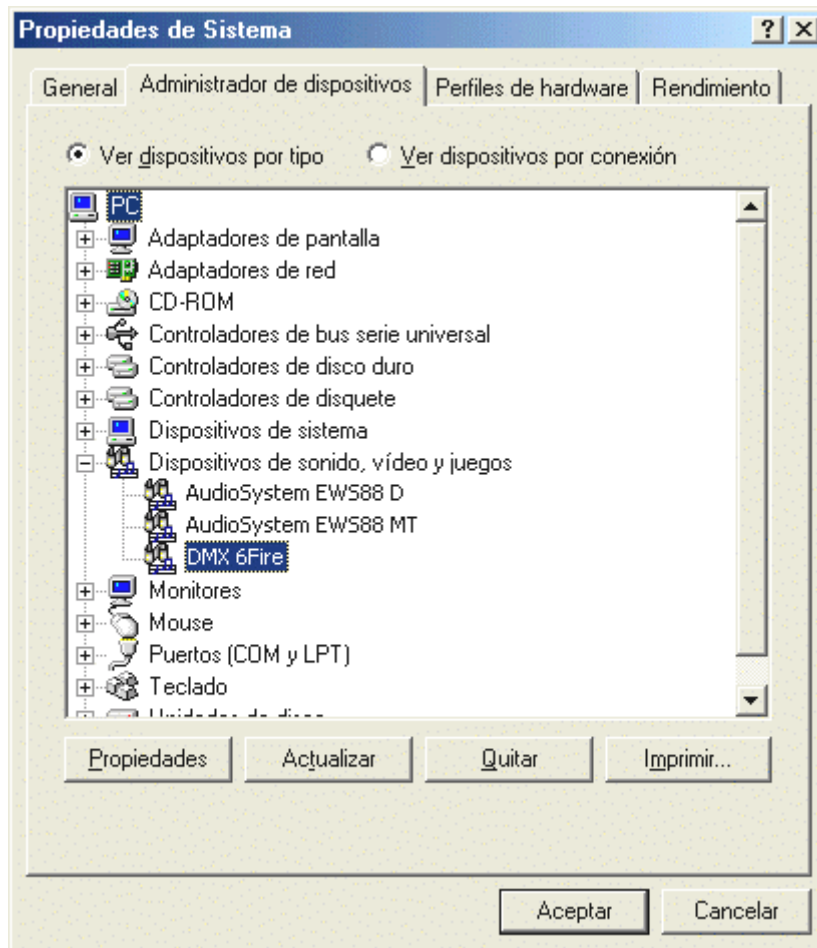 Propiedades de Sistema
General Administrador de dispositivos Perfiles de hardware Rendimiento
Ver dispositivos por tipo Ver dispositivos por conexión
PC
Adaptadores de pantalla
Adaptadores de red
CD-ROM
Controladores de bus serie universal
Controladores de disco duro
Controladores de disquete
Dispositivos de sistema
Dispositivos de sonido, vídeo y juegos
AudioSystem EWS88 D
AudioSystem EWS88 MT
DMX 6Fire
Monitores
Mouse
Puertos (COM y LPT)
Teclado
Unidades de disco
Propiedades Actualizar Quitar Imprimir...
Aceptar Cancelar